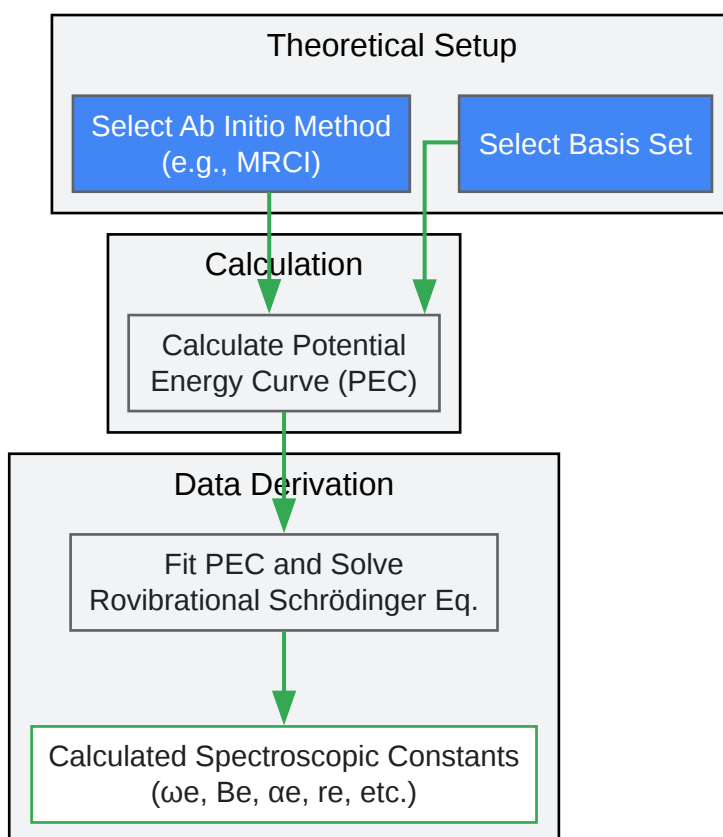 Theoretical Setup
Select Ab Initio Method
(e.g., MRCI)
Select Basis Set
Calculation
Calculate Potential
Energy Curve (PEC)
Data Derivation
Fit PEC and Solve
Rovibrational Schrödinger Eq.
Calculated Spectroscopic Constants
(ωe, Be, αe, re, etc.)